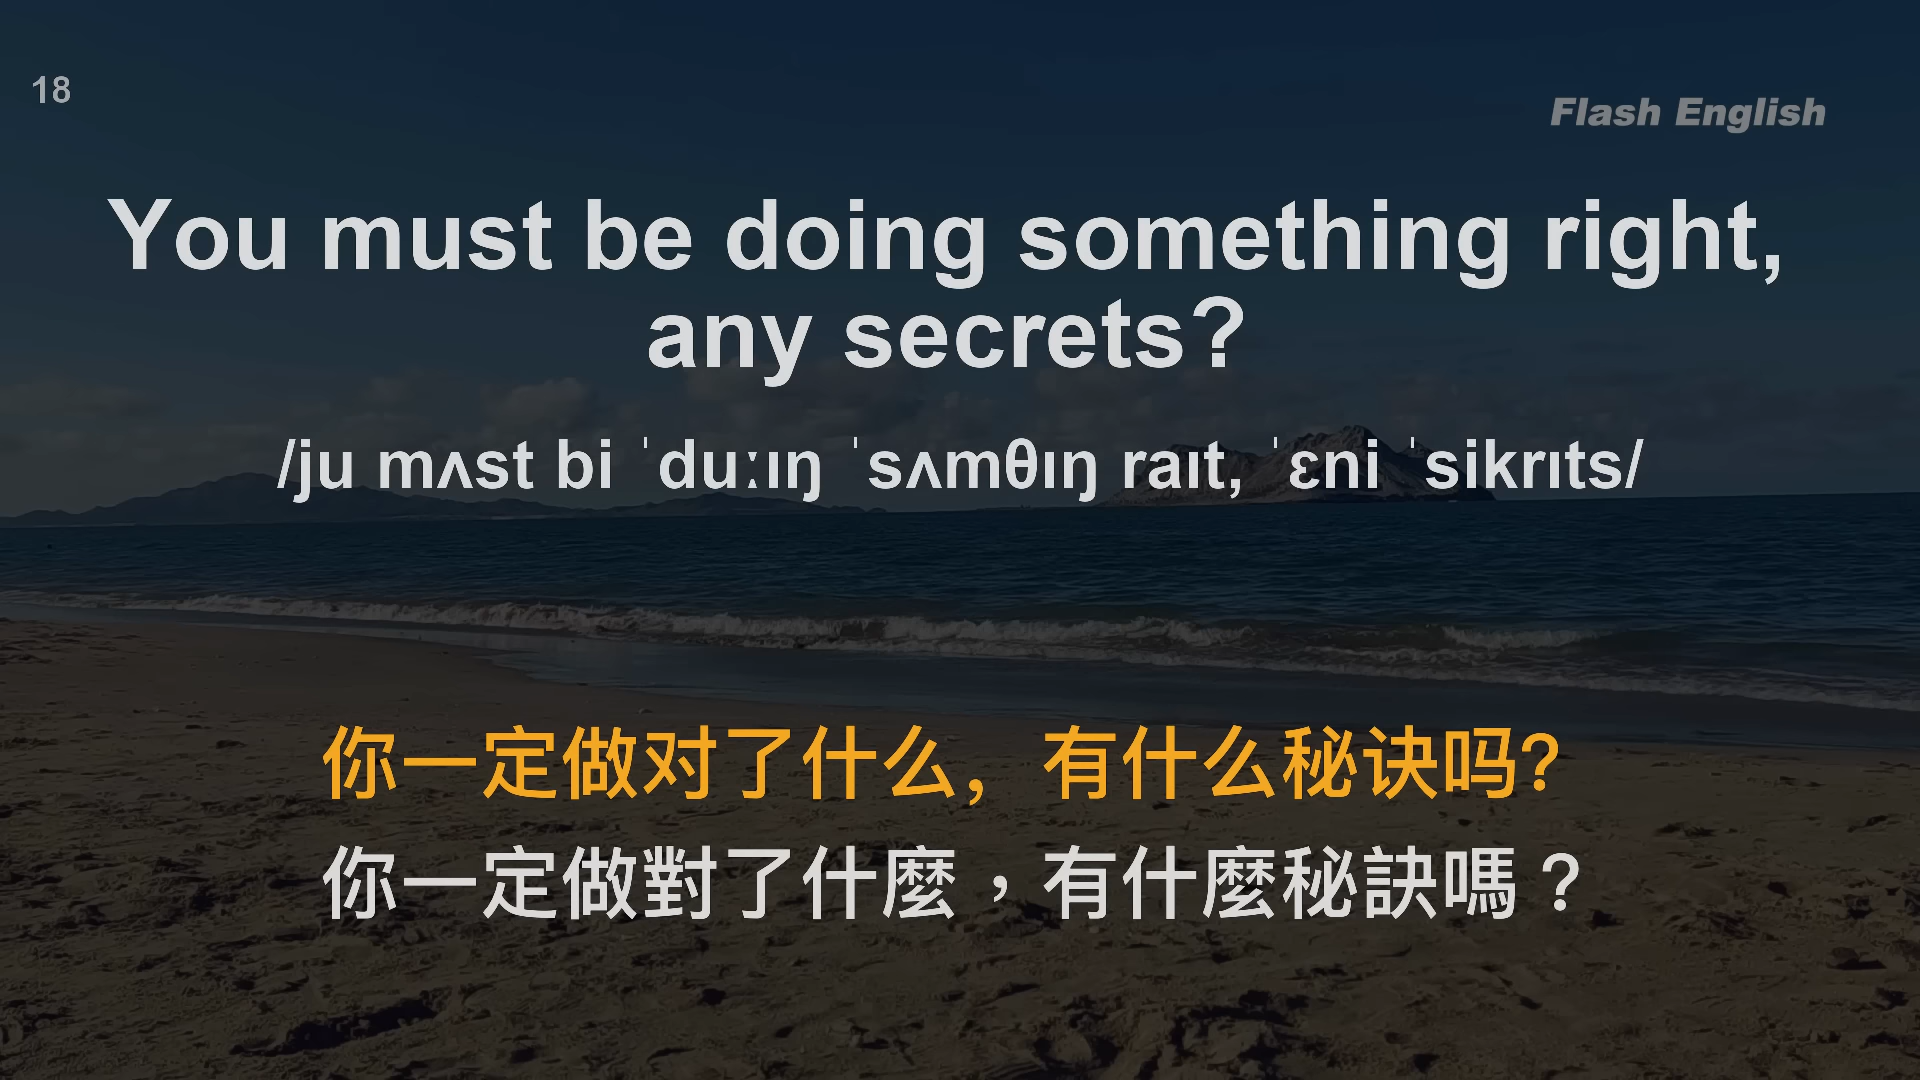 18
Flash English
You must be doing something right,
any secrets?
/ju mʌst bi ˈduːɪŋ ˈsʌmθɪŋ raɪt, ˈɛni ˈsikrɪts/
你一定做对了什么，有什么秘诀吗?
你一定做對了什麼，有什麼秘訣嗎？